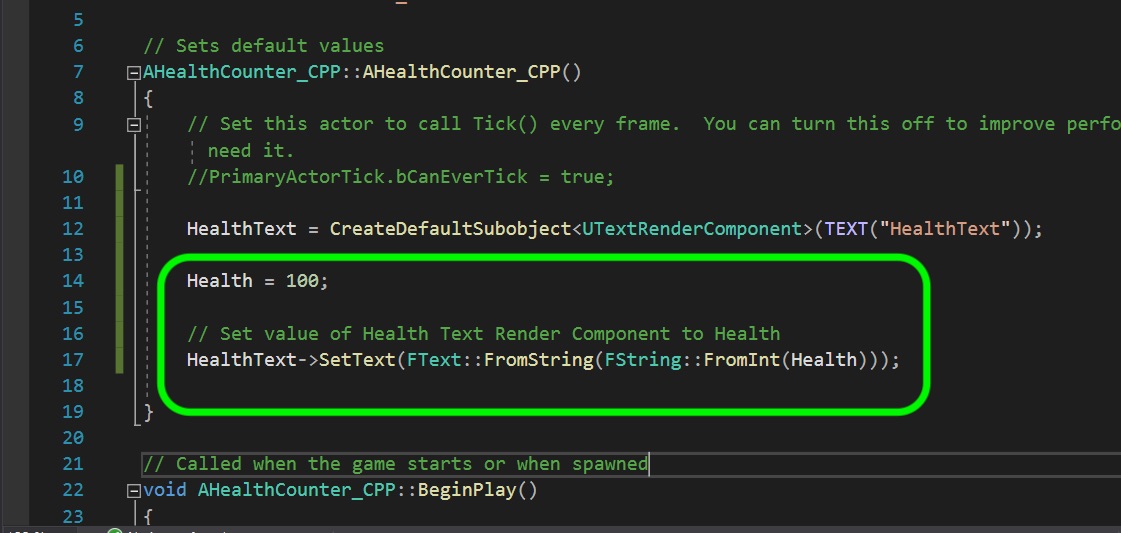 5
6 // Sets default values
7 AHealthCounter_CPP::AHealthCounter_CPP()
8 {
9 // Set this actor to call Tick() every frame.  You can turn this off to improve perfo
need it.
10 //PrimaryActorTick.bCanEverTick = true;
11
12 HealthText = CreateDefaultSubobject<UTextRenderComponent>(TEXT("HealthText"));
13
14 Health = 100;
15
16 // Set value of Health Text Render Component to Health
17 HealthText->SetText(FText::FromString(FString::FromInt(Health)));
18
19 }
20
21 // Called when the game starts or when spawned
22 void AHealthCounter_CPP::BeginPlay()
23 {